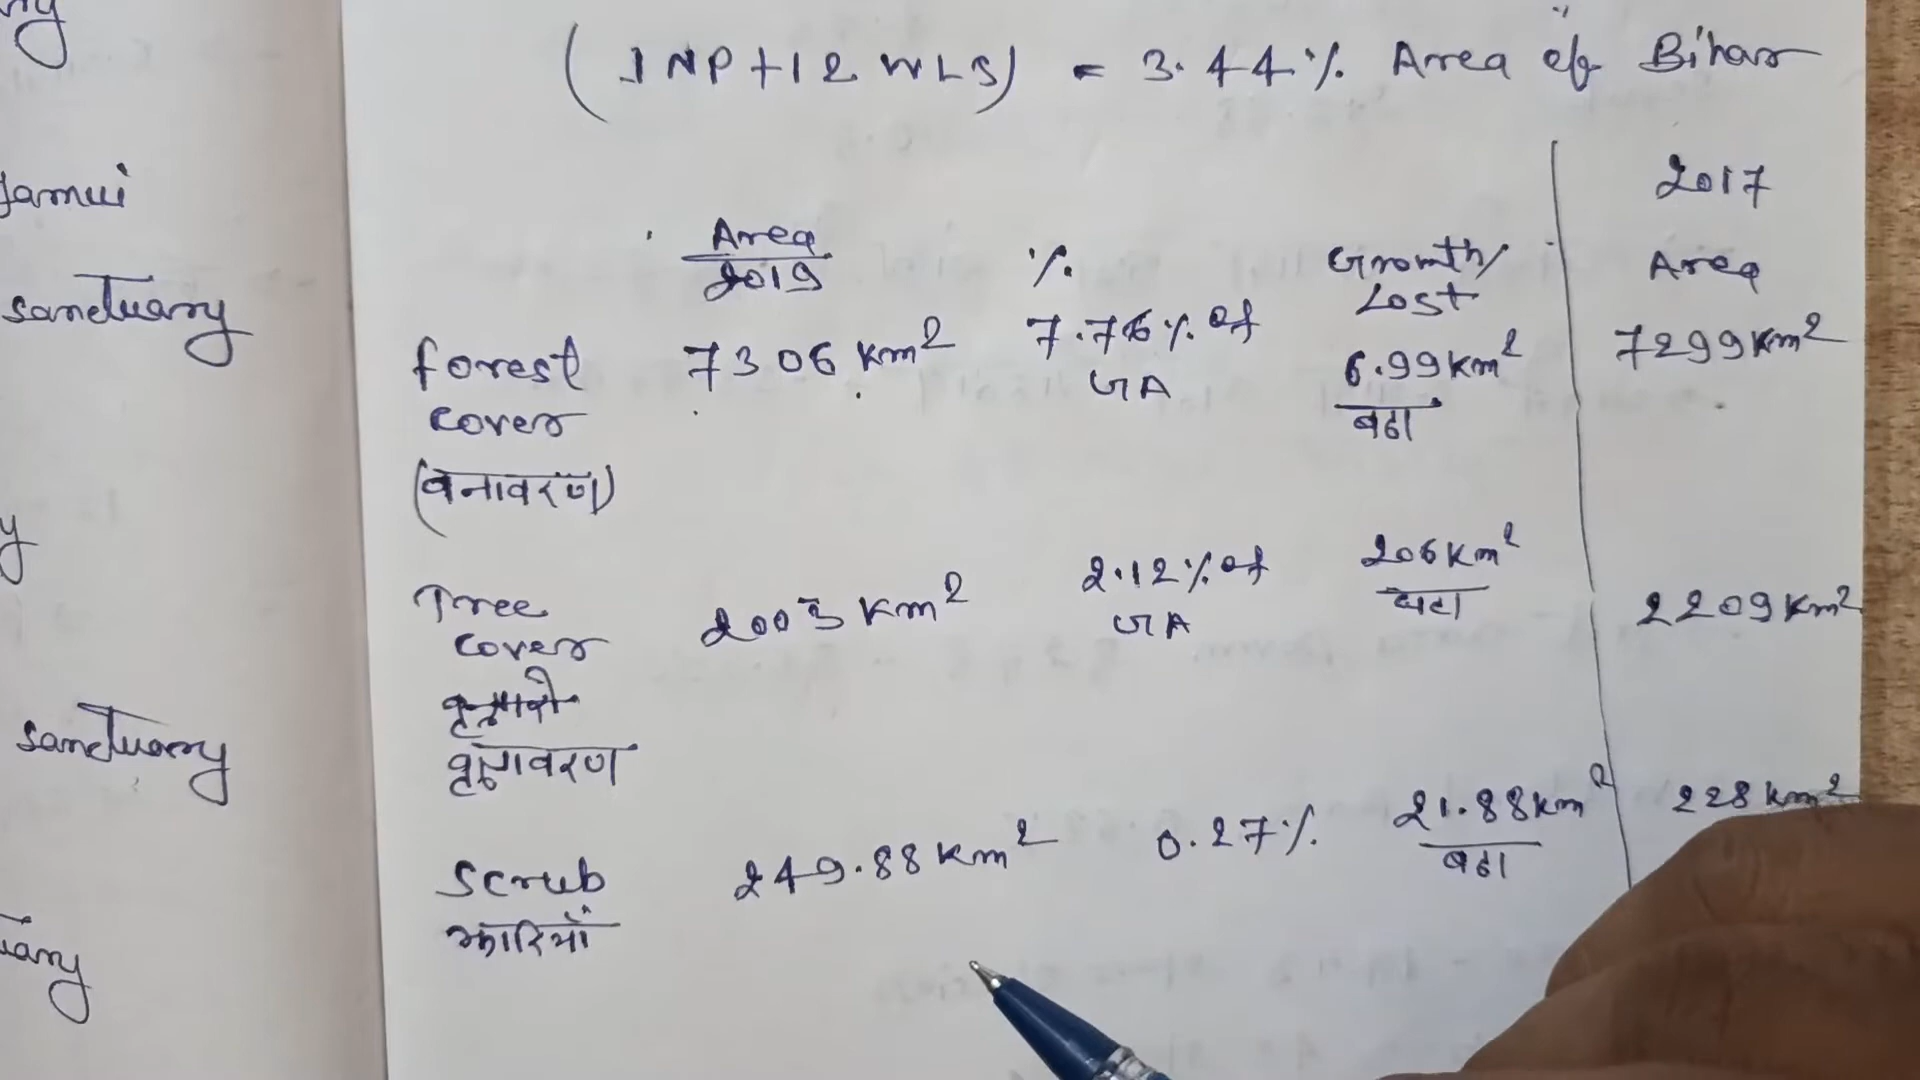 (1NP+12 WLS) = 3.44% Area of Bihar
Jamui
sanctuary
sanctuary
2017
Area
2019
%
Growth/
Lost
Area
forest
cover
(वनावरण)
7306 km²
7.76% of
GA
6.99 km²
बढा
7299 km²
Tree
cover
वृक्षावरण
2003 km²
2.12% of
GA
206 km²
घटा
2209 km²
Scrub
झारियाँ
249.88 km²
0.27%
21.88 km²
बढा
228 km²